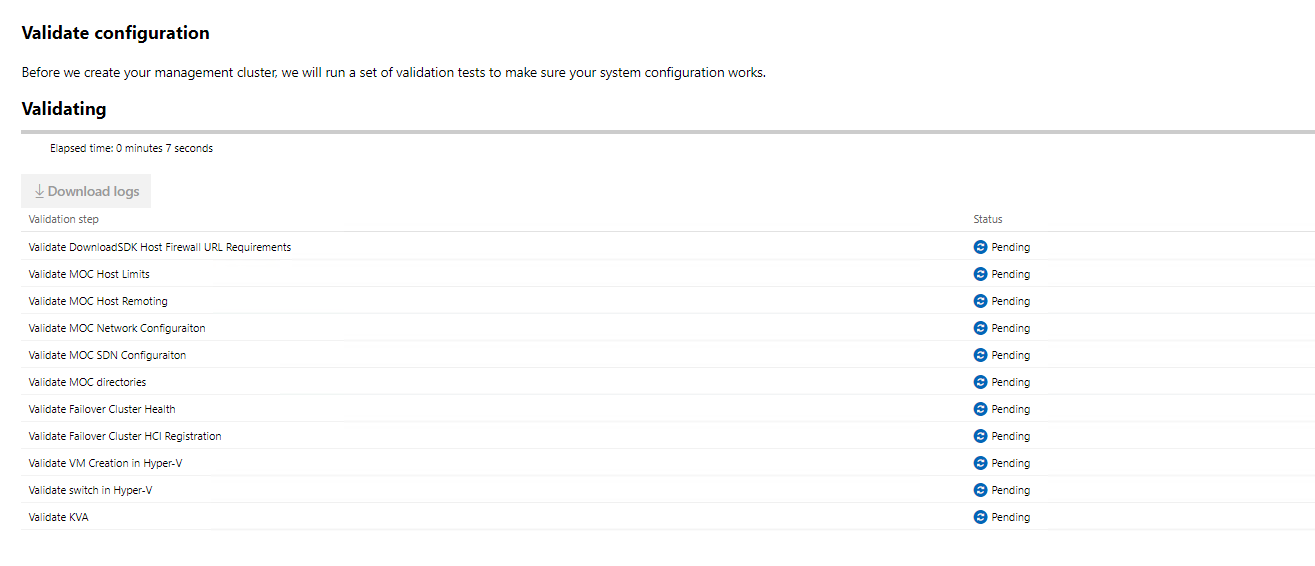 Validate configuration
Before we create your management cluster, we will run a set of validation tests to make sure your system configuration works.
Validating
Elapsed time: 0 minutes 7 seconds
Download logs
Validation step Status
Validate DownloadSDK Host Firewall URL Requirements Pending
Validate MOC Host Limits Pending
Validate MOC Host Remoting Pending
Validate MOC Network Configuraiton Pending
Validate MOC SDN Configuraiton Pending
Validate MOC directories Pending
Validate Failover Cluster Health Pending
Validate Failover Cluster HCI Registration Pending
Validate VM Creation in Hyper-V Pending
Validate switch in Hyper-V Pending
Validate KVA Pending